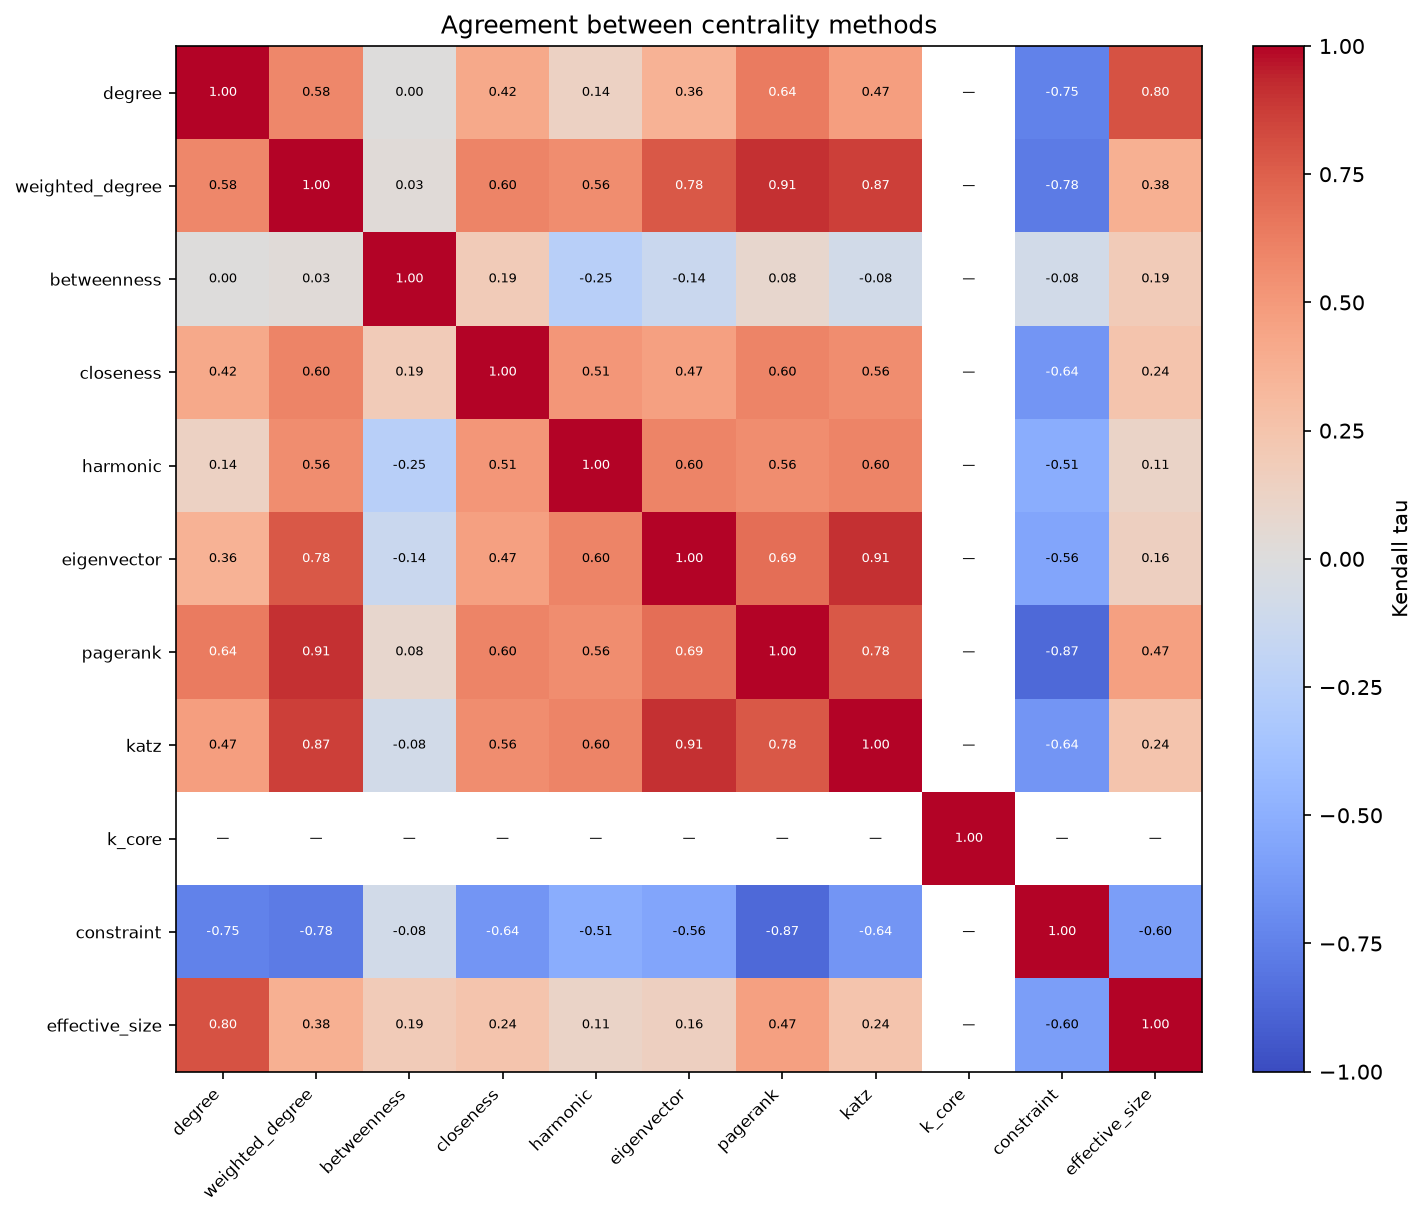 Agreement between centrality methods
degree 1.00 0.58 0.00 0.42 0.14 0.36 0.64 0.47 — -0.75 0.80
weighted_degree 0.58 1.00 0.03 0.60 0.56 0.78 0.91 0.87 — -0.78 0.38
betweenness 0.00 0.03 1.00 0.19 -0.25 -0.14 0.08 -0.08 — -0.08 0.19
closeness 0.42 0.60 0.19 1.00 0.51 0.47 0.60 0.56 — -0.64 0.24
harmonic 0.14 0.56 -0.25 0.51 1.00 0.60 0.56 0.60 — -0.51 0.11
eigenvector 0.36 0.78 -0.14 0.47 0.60 1.00 0.69 0.91 — -0.56 0.16
pagerank 0.64 0.91 0.08 0.60 0.56 0.69 1.00 0.78 — -0.87 0.47
katz 0.47 0.87 -0.08 0.56 0.60 0.91 0.78 1.00 — -0.64 0.24
k_core — — — — — — — — 1.00 — —
constraint -0.75 -0.78 -0.08 -0.64 -0.51 -0.56 -0.87 -0.64 — 1.00 -0.60
effective_size 0.80 0.38 0.19 0.24 0.11 0.16 0.47 0.24 — -0.60 1.00
degree
weighted_degree
betweenness
closeness
harmonic
eigenvector
pagerank
katz
k_core
constraint
effective_size
1.00
0.75
0.50
0.25
0.00
−0.25
−0.50
−0.75
−1.00
Kendall tau